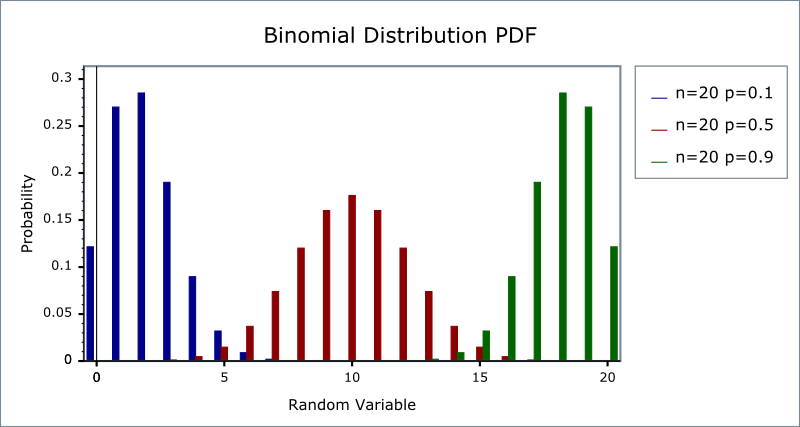 Binomial Distribution PDF
0.3
0.25
0.2
0.15
0.1
0.05
0
Probability
0
5
10
15
20
Random Variable
n=20 p=0.1
n=20 p=0.5
n=20 p=0.9